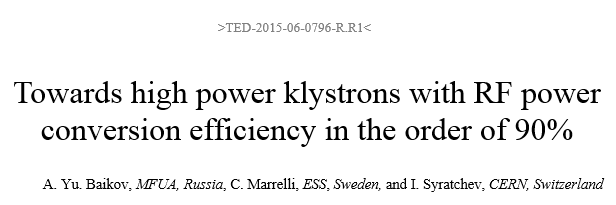 >TED-2015-06-0796-R.R1<
Towards high power klystrons with RF power
conversion efficiency in the order of 90%
A. Yu. Baikov, MFUA, Russia, C. Marrelli, ESS, Sweden, and I. Syratchev, CERN, Switzerland